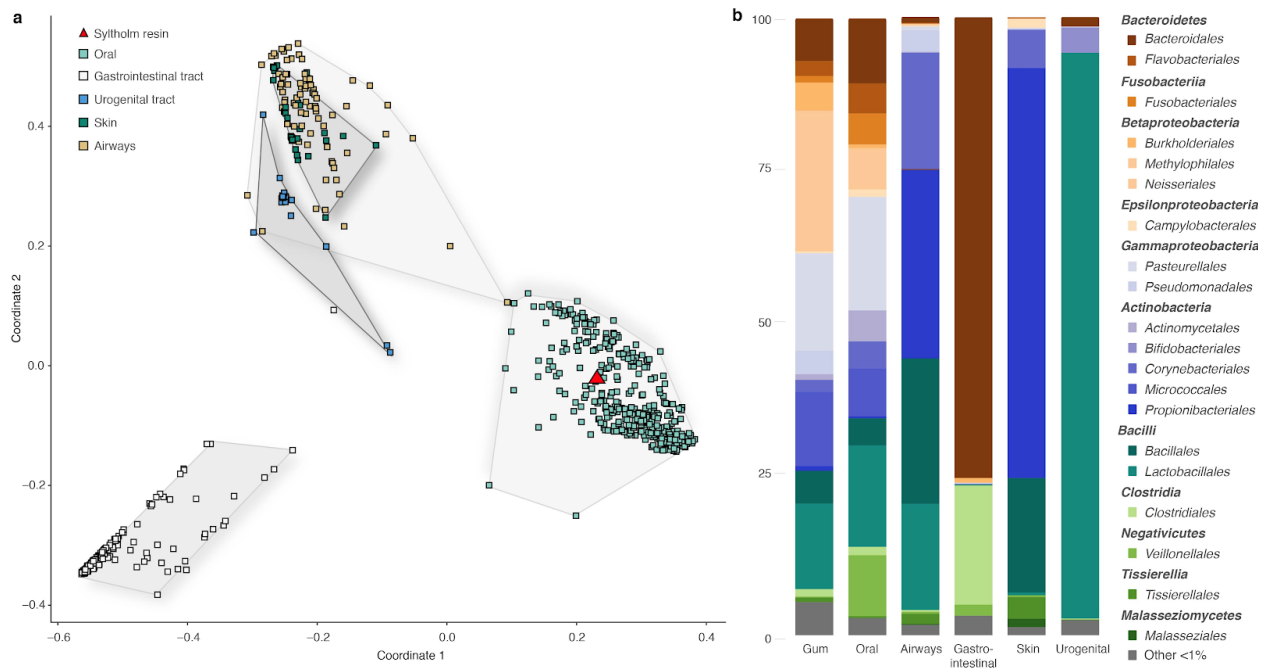 a
Syltholm resin
Oral
Gastrointestinal tract
Urogenital tract
Skin
Airways
0.4
0.2
0.0
−0.2
−0.4
Coordinate 2
−0.6
−0.4
−0.2
0.0
0.2
0.4
Coordinate 1
b
100
75
50
25
0
Gum
Oral
Airways
Gastro-
intestinal
Skin
Urogenital
Bacteroidetes
Bacteroidales
Flavobacteriales
Fusobacteriia
Fusobacteriales
Betaproteobacteria
Burkholderiales
Methylophilales
Neisseriales
Epsilonproteobacteria
Campylobacterales
Gammaproteobacteria
Pasteurellales
Pseudomonadales
Actinobacteria
Actinomycetales
Bifidobacteriales
Corynebacteriales
Micrococcales
Propionibacteriales
Bacilli
Bacillales
Lactobacillales
Clostridia
Clostridiales
Negativicutes
Veillonellales
Tissierellia
Tissierellales
Malasseziomycetes
Malasseziales
Other <1%